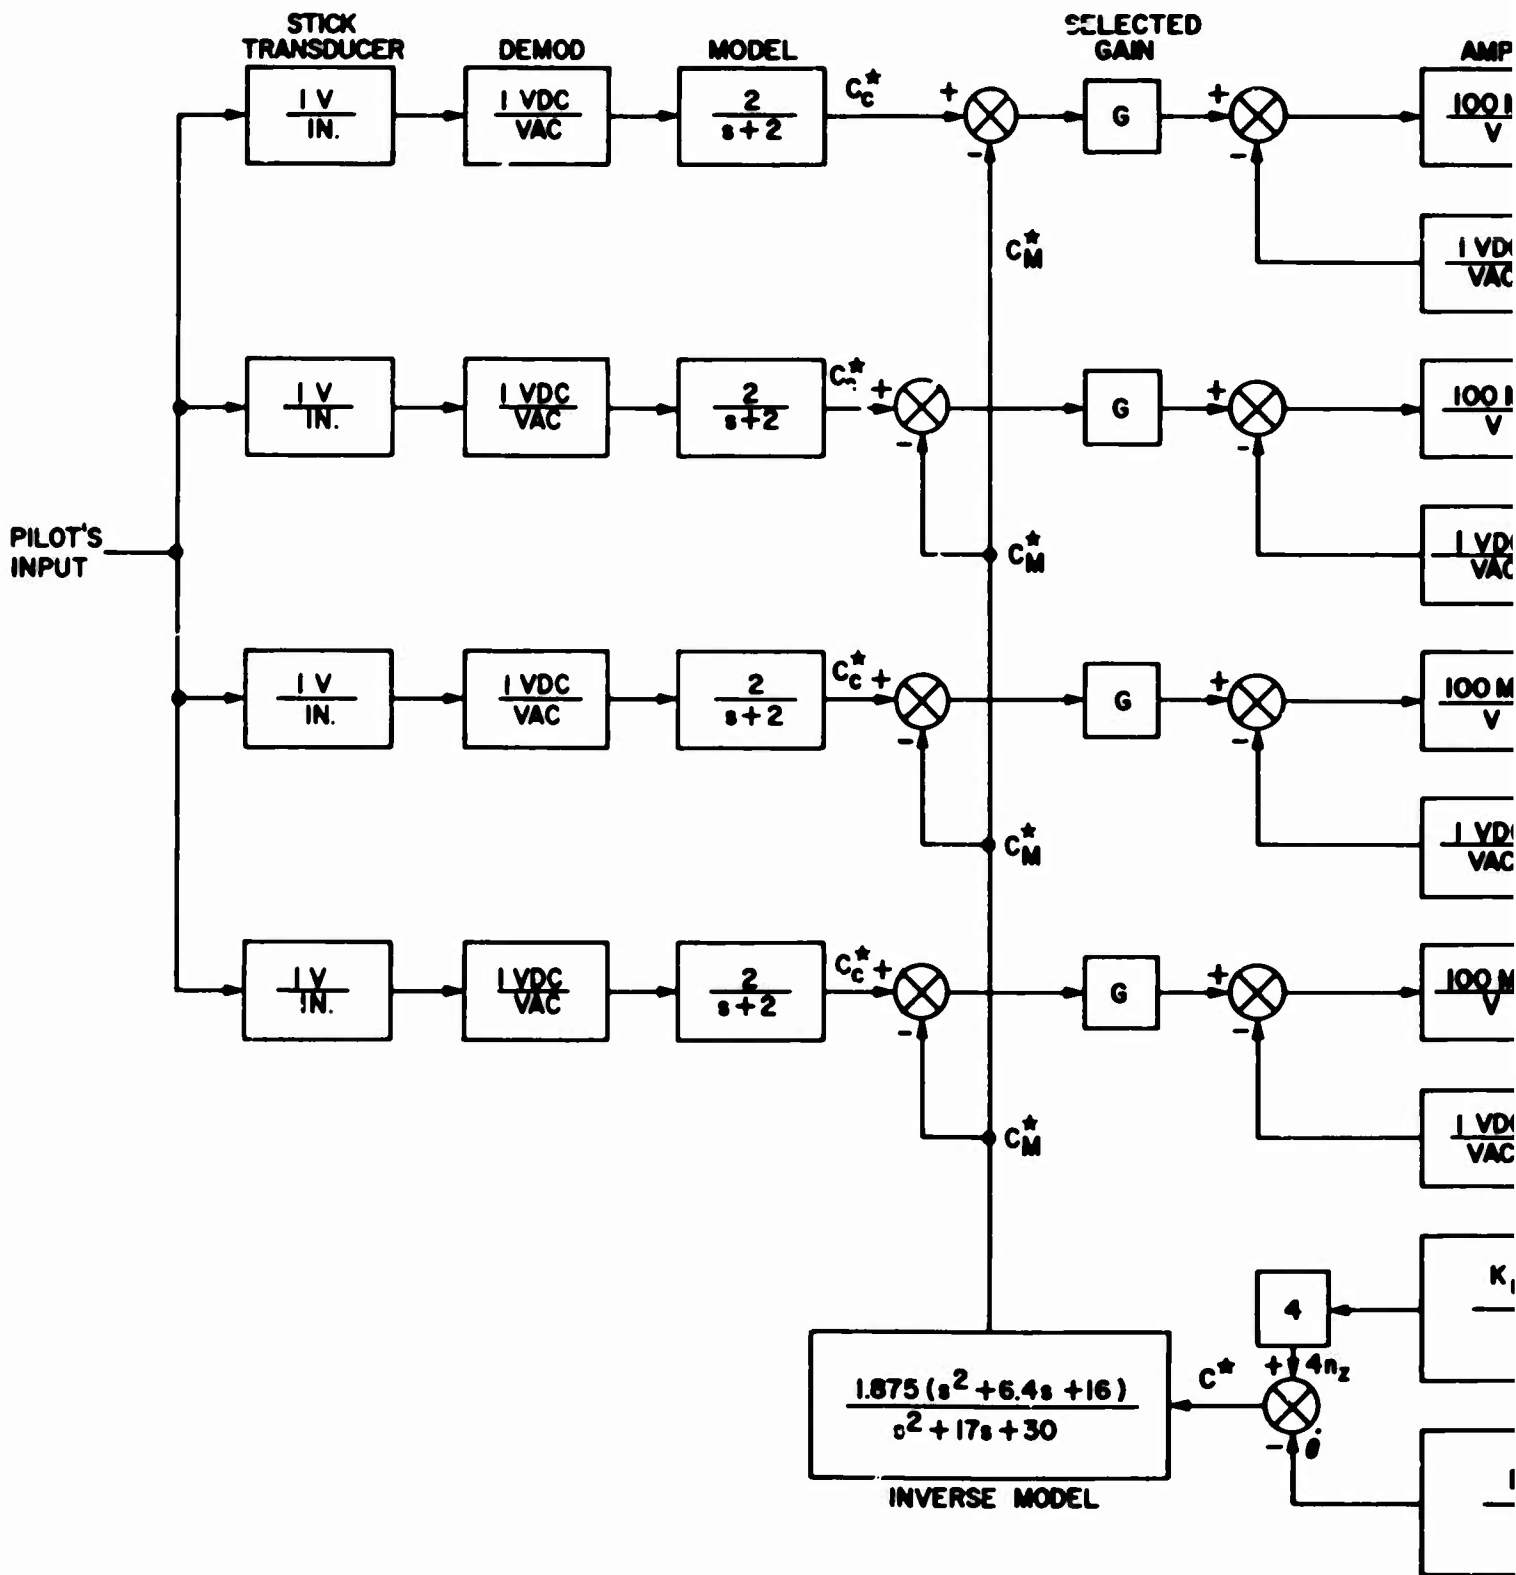 STICK TRANSDUCER
DEMOD
MODEL
SELECTED GAIN
AMP
1 V / IN.
1 VDC / VAC
2 / s+2
C*c
+
-
G
+
-
100 / V
C*M
1 VD / VAC
1 V / IN.
1 VDC / VAC
2 / s+2
C*
+
-
G
+
-
100 / V
PILOT'S INPUT
C*M
1 VD / VAC
1 V / IN.
1 VDC / VAC
2 / s+2
C*c
+
-
G
+
-
100 M / V
C*M
1 VD / VAC
1 V / IN.
1 VDC / VAC
2 / s+2
C*c
+
-
G
+
-
100 M / V
C*M
1 VD / VAC
K
4
+
4nz
C*
-
θ̇
1.875 (s² + 6.4s + 16) / s² + 17s + 30
INVERSE MODEL